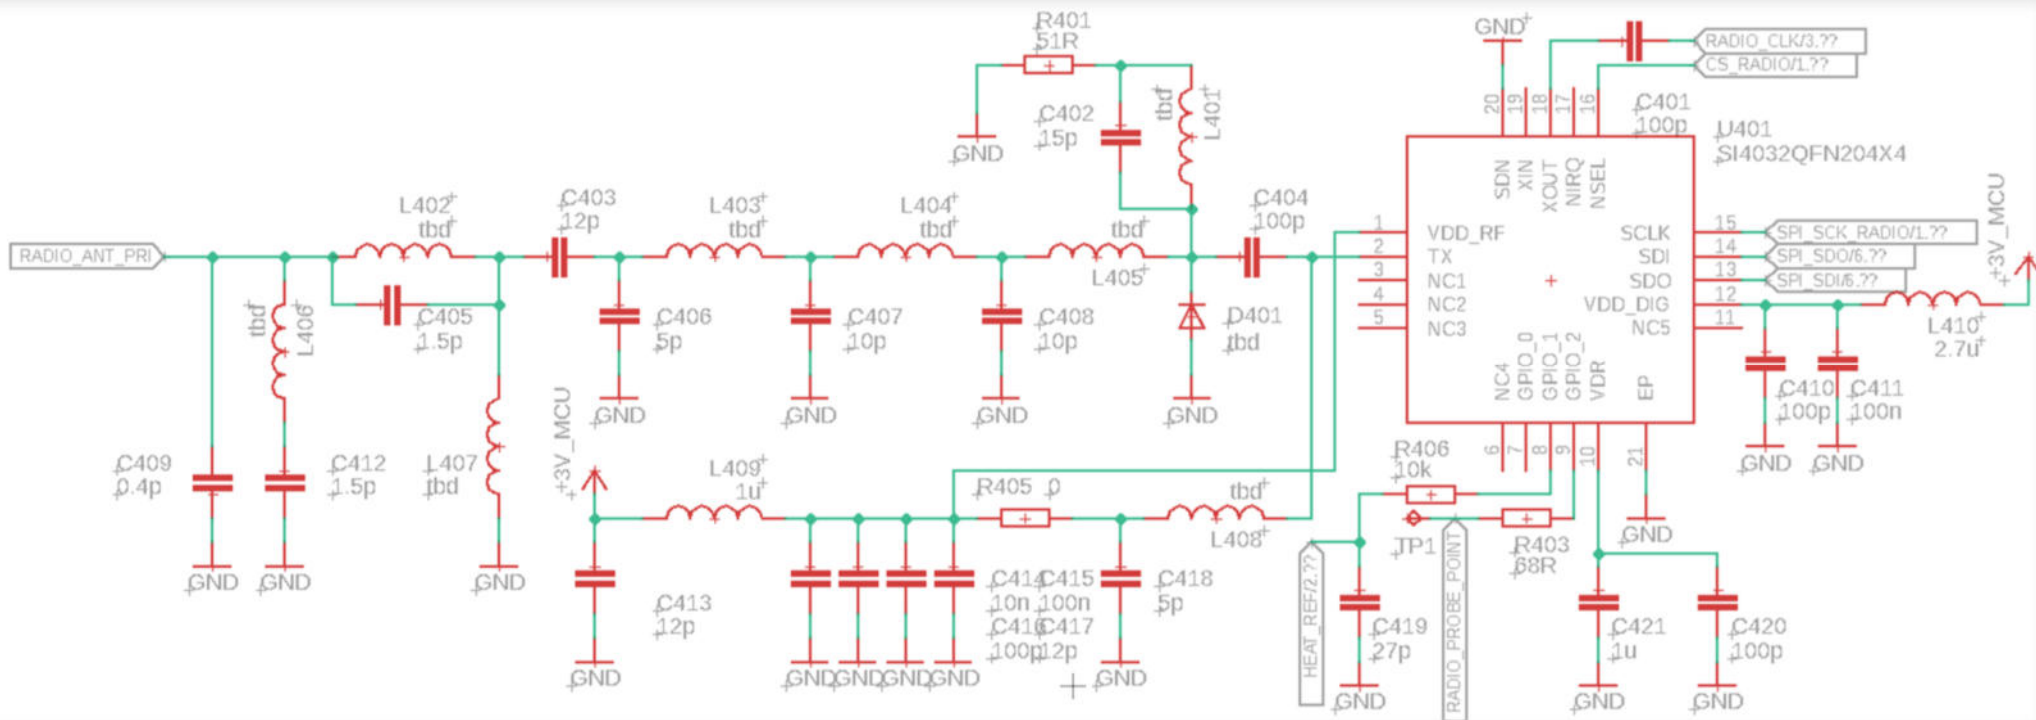 R401
51R
GND
RADIO_CLK/3.??
CS_RADIO/1.??
C402
15p
tbd
L401
GND
20
19
18
17
16
C401
100p
U401
SI4032QFN204X4
SDN
XIN
XOUT
NIRQ
NSEL
RADIO_ANT_PRI
L402
tbd
C403
12p
L403
tbd
L404
tbd
tbd
L405
C404
100p
1
VDD_RF
2
TX
3
NC1
4
NC2
5
NC3
SCLK
15
SPI_SCK_RADIO/1.??
SDI
14
SPI_SDO/6.??
SDO
13
SPI_SDI/6.??
VDD_DIG
12
NC5
11
+3V_MCU
L410
2.7u
tbd
L406
C405
1.5p
C406
5p
C407
10p
C408
10p
D401
tbd
NC4
GPIO_0
GPIO_1
GPIO_2
VDR
EP
C410
100p
C411
100n
GND
GND
GND
GND
GND
GND
GND
6
7
8
9
10
21
C409
0.4p
C412
1.5p
L407
tbd
+3V_MCU
L409
1u
R405
0
tbd
L408
R406
10k
TP1
R403
68R
GND
GND
GND
GND
C413
12p
C414
C415
10n
100n
C416
C417
100p
12p
C418
5p
HEAT_REF/2.??
RADIO_PROBE_POINT
C419
27p
C421
1u
C420
100p
GND
GND
GND
GND
GND
GND
GND
GND
GND